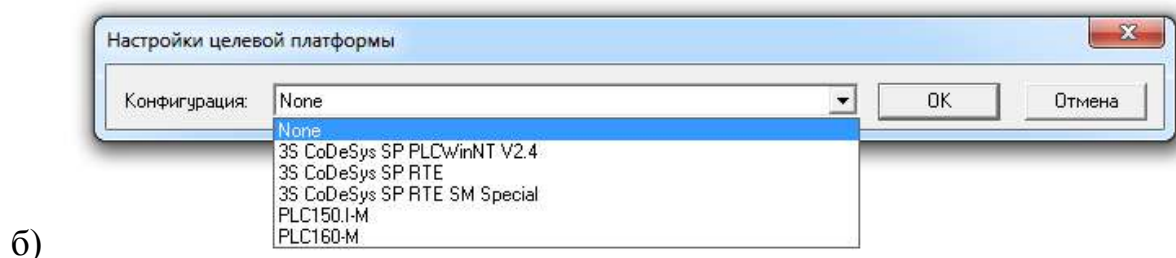 Настройки целевой платформы
Конфигурация: None OK Отмена
None
3S CoDeSys SP PLCWinNT V2.4
3S CoDeSys SP RTE
3S CoDeSys SP RTE SM Special
PLC150.I-M
PLC160-M
б)